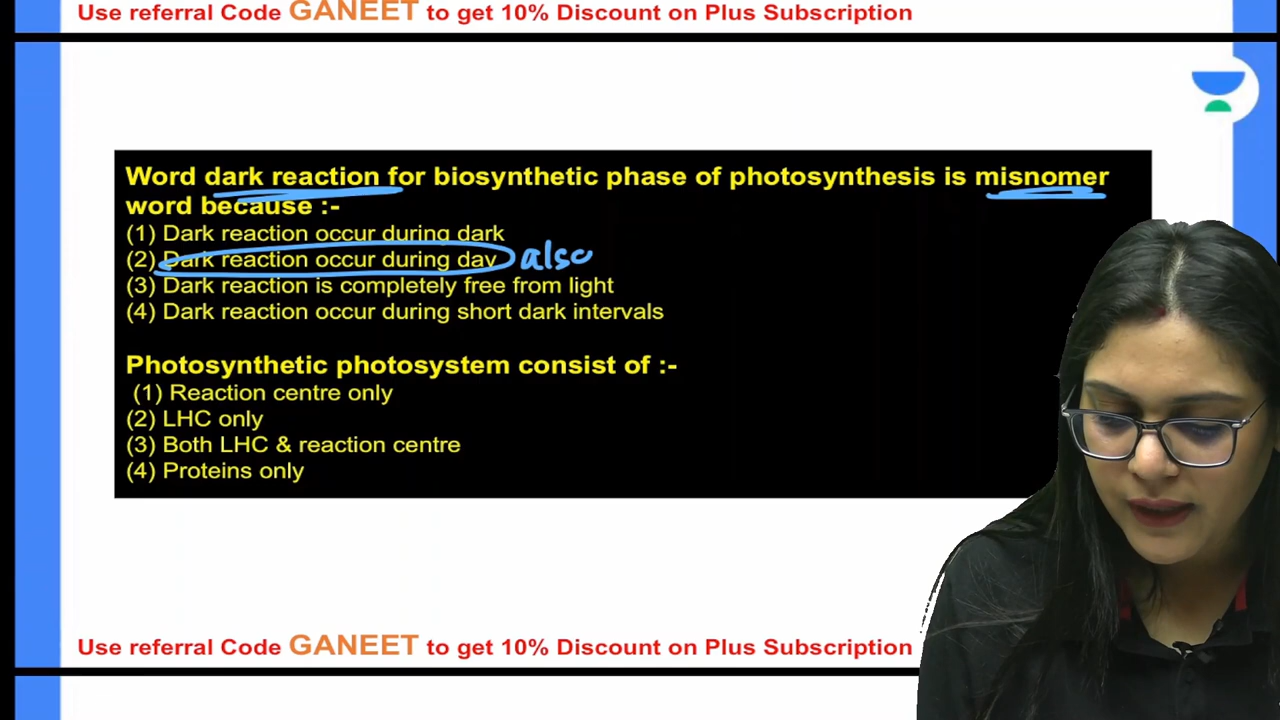 Use referral Code GANEET to get 10% Discount on Plus Subscription
Word dark reaction for biosynthetic phase of photosynthesis is misnomer
word because :-
(1) Dark reaction occur during dark
(2) Dark reaction occur during day also
(3) Dark reaction is completely free from light
(4) Dark reaction occur during short dark intervals
Photosynthetic photosystem consist of :-
(1) Reaction centre only
(2) LHC only
(3) Both LHC & reaction centre
(4) Proteins only
Use referral Code GANEET to get 10% Discount on Plus Subscription